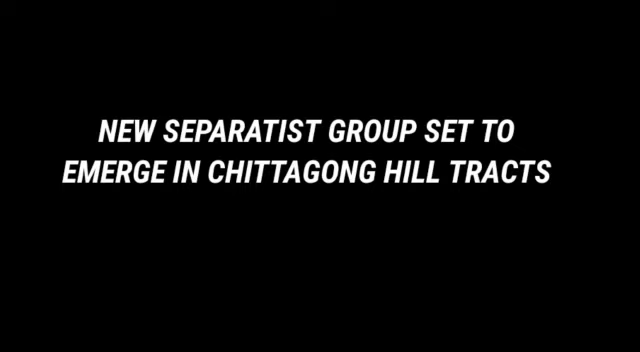 NEW SEPARATIST GROUP SET TO
EMERGE IN CHITTAGONG HILL TRACTS